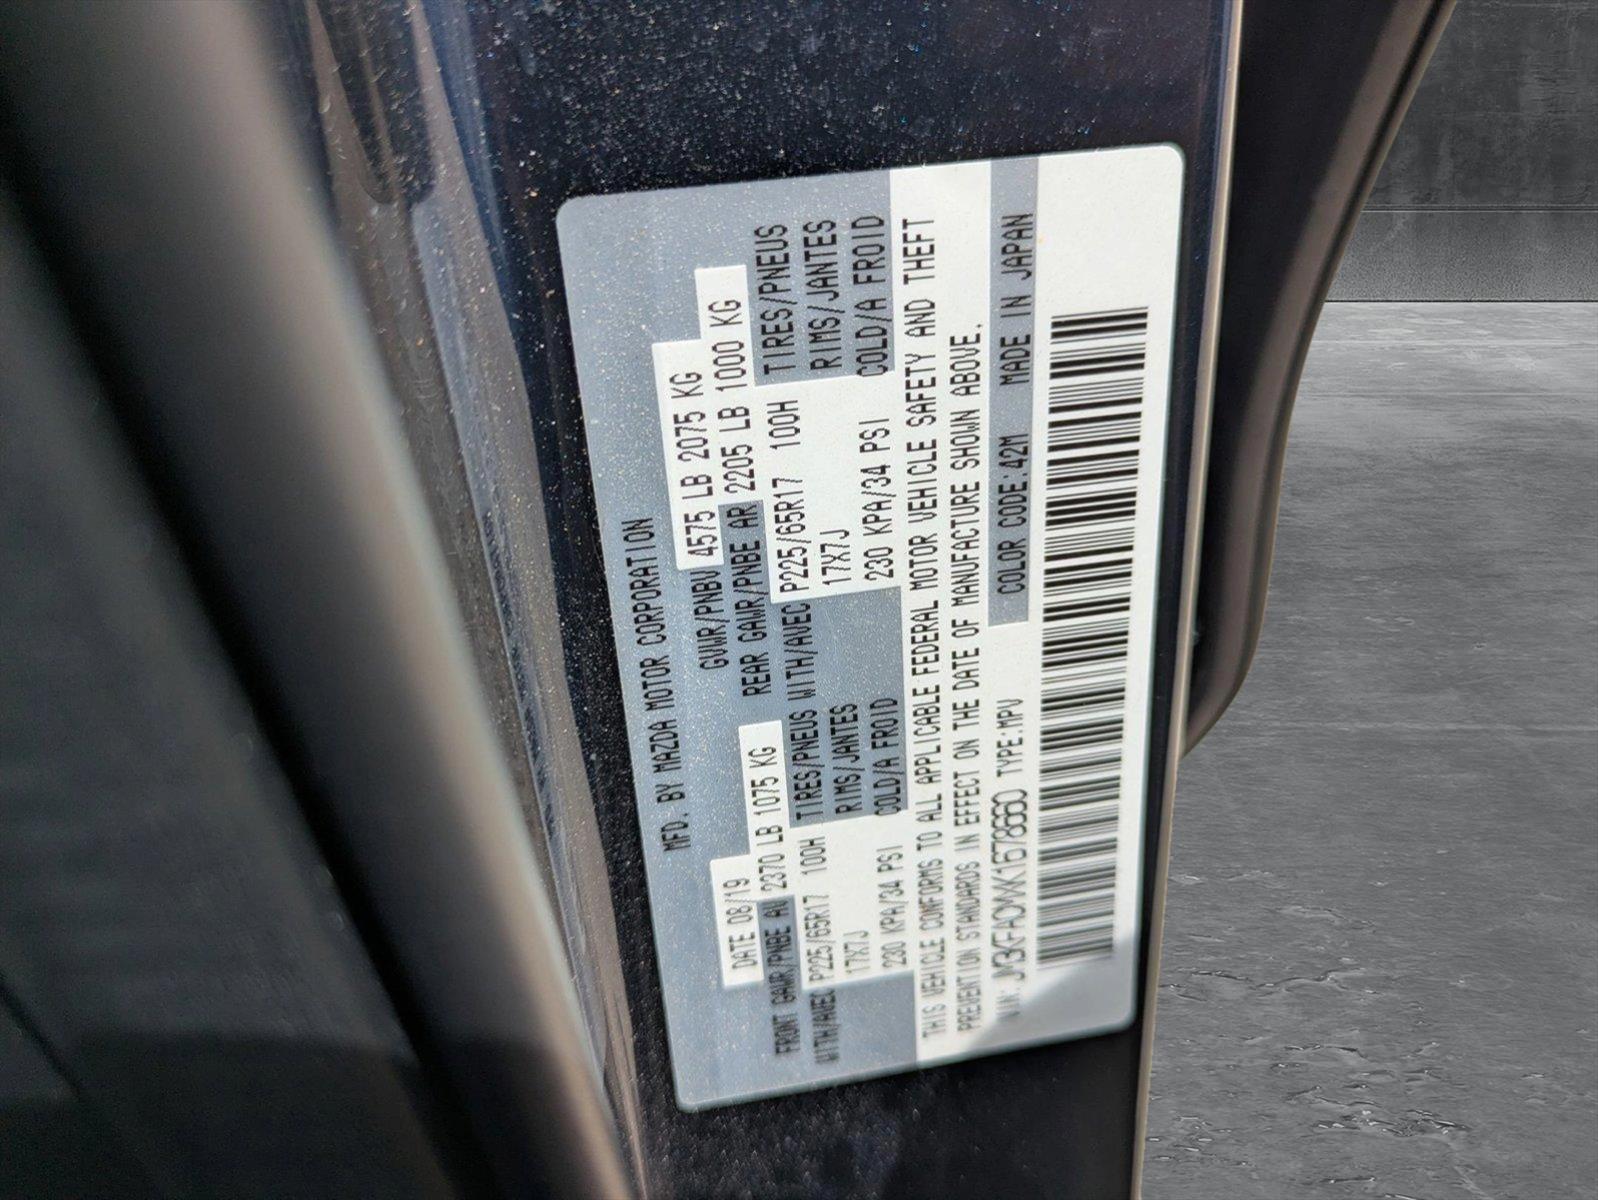 MFD. BY MAZDA MOTOR CORPORATION
DATE 08/19 GVWR/PNBV 4575 LB 2075 KG
FRONT GAWR/PNBE AV 2370 LB 1075 KG REAR GAWR/PNBE AR 2205 LB 1000 KG
WITH/AVEC P225/65R17 100H TIRES/PNEUS WITH/AVEC P225/65R17 100H TIRES/PNEUS
17X7J RIMS/JANTES 17X7J RIMS/JANTES
230 KPA/34 PSI COLD/A FROID 230 KPA/34 PSI COLD/A FROID
THIS VEHICLE CONFORMS TO ALL APPLICABLE FEDERAL MOTOR VEHICLE SAFETY AND THEFT
PREVENTION STANDARDS IN EFFECT ON THE DATE OF MANUFACTURE SHOWN ABOVE.
VIN: JM3KFACMXK1678660 TYPE:MPV COLOR CODE:42M MADE IN JAPAN